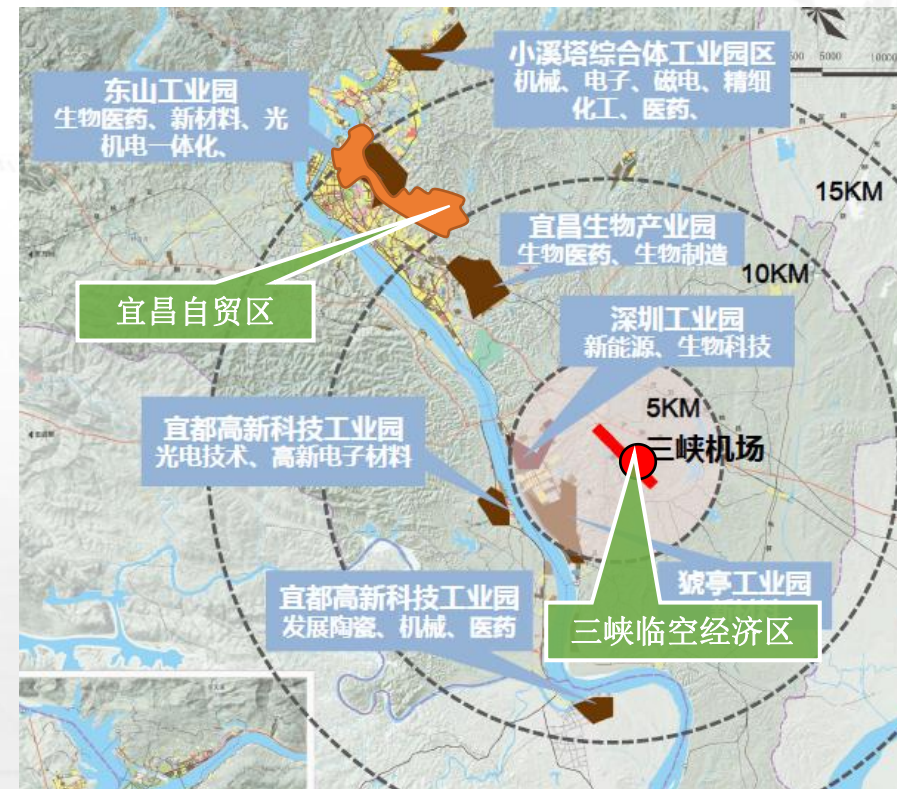 小溪塔综合体工业园区
机械、电子、磁电、精细
化工、医药、
5000
10000
东山工业园
生物医药、新材料、光
机电一体化、
15KM
宜昌生物产业园
生物医药、生物制造
10KM
宜昌自贸区
深圳工业园
新能源、生物科技
5KM
三峡机场
宜都高新科技工业园
光电技术、高新电子材料
猇亭工业园
宜都高新科技工业园
发展陶瓷、机械、医药
三峡临空经济区